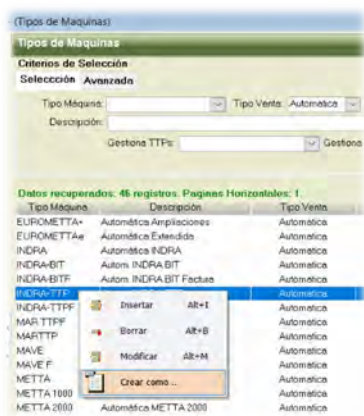 (Tipos de Maquinas)
Tipos de Maquinas
Criterios de Selección
Seleccción Avanzada
Tipo Máquina: Tipo Venta: Automatica
Descripción:
Gestiona TTPs: Gestiona
Datos recuperados: 46 registros. Paginas Horizontales: 1.
Tipo Maquina Descripción Tipo Venta
EUROMETTA+ Automática Ampliaciones Automatica
EUROMETTAe Automática Extendida Automatica
INDRA Automática INDRA Automatica
INDRA-BIT Autom. INDRA BIT Automatica
INDRA-BITF Autom. INDRA BIT Factura Automatica
INDRA-TTP Automatica
INDRA-TTPF Insertar Alt+I Automatica
MARTTPF Automatica
MARTTP Borrar Alt+B Automatica
MAVE Automatica
MAVE F Modificar Alt+M Automatica
METTA Automatica
METTA 1000 Crear como ... Automatica
METTA 2000 Automática METTA 2000 Automatica